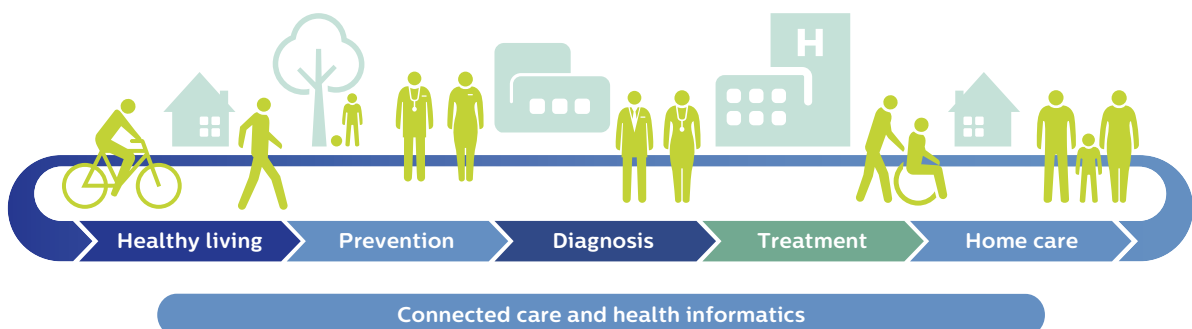 H
Healthy living
Prevention
Diagnosis
Treatment
Home care
Connected care and health informatics